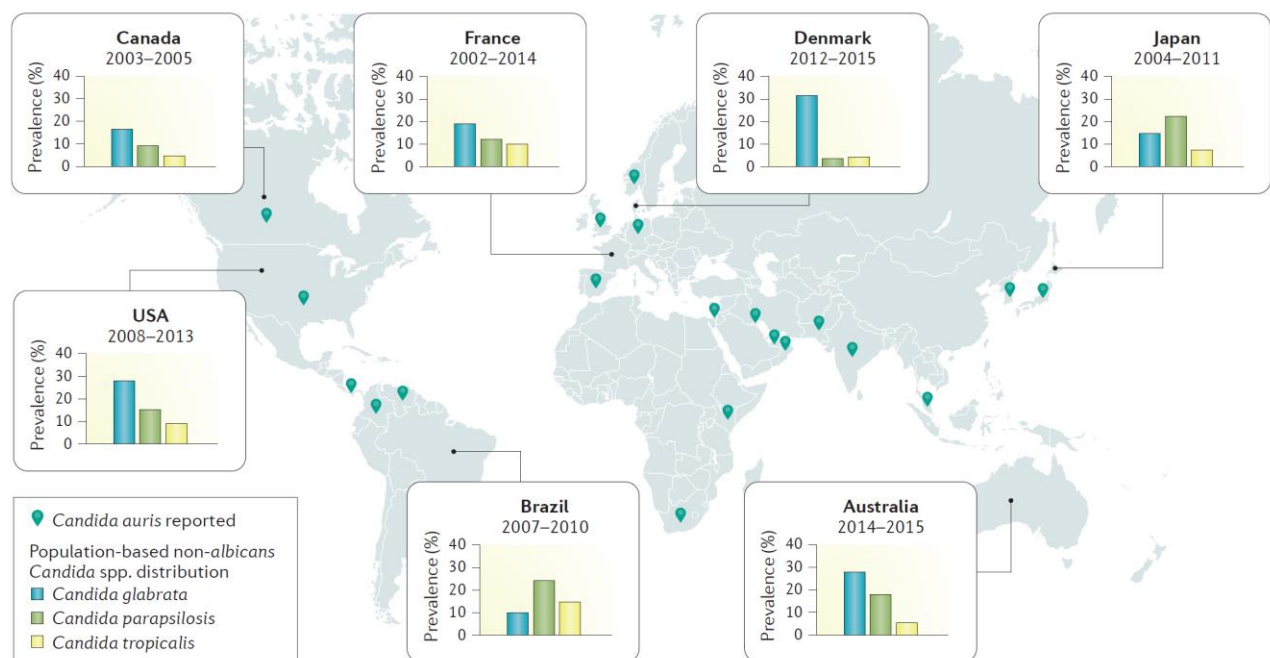 Canada
2003–2005
Prevalence (%)
40
30
20
10
0
France
2002–2014
Prevalence (%)
40
30
20
10
0
Denmark
2012–2015
Prevalence (%)
40
30
20
10
0
Japan
2004–2011
Prevalence (%)
40
30
20
10
0
USA
2008–2013
Prevalence (%)
40
30
20
10
0
Brazil
2007–2010
Prevalence (%)
40
30
20
10
0
Australia
2014–2015
Prevalence (%)
40
30
20
10
0
Candida auris reported
Population-based non-albicans
Candida spp. distribution
Candida glabrata
Candida parapsilosis
Candida tropicalis